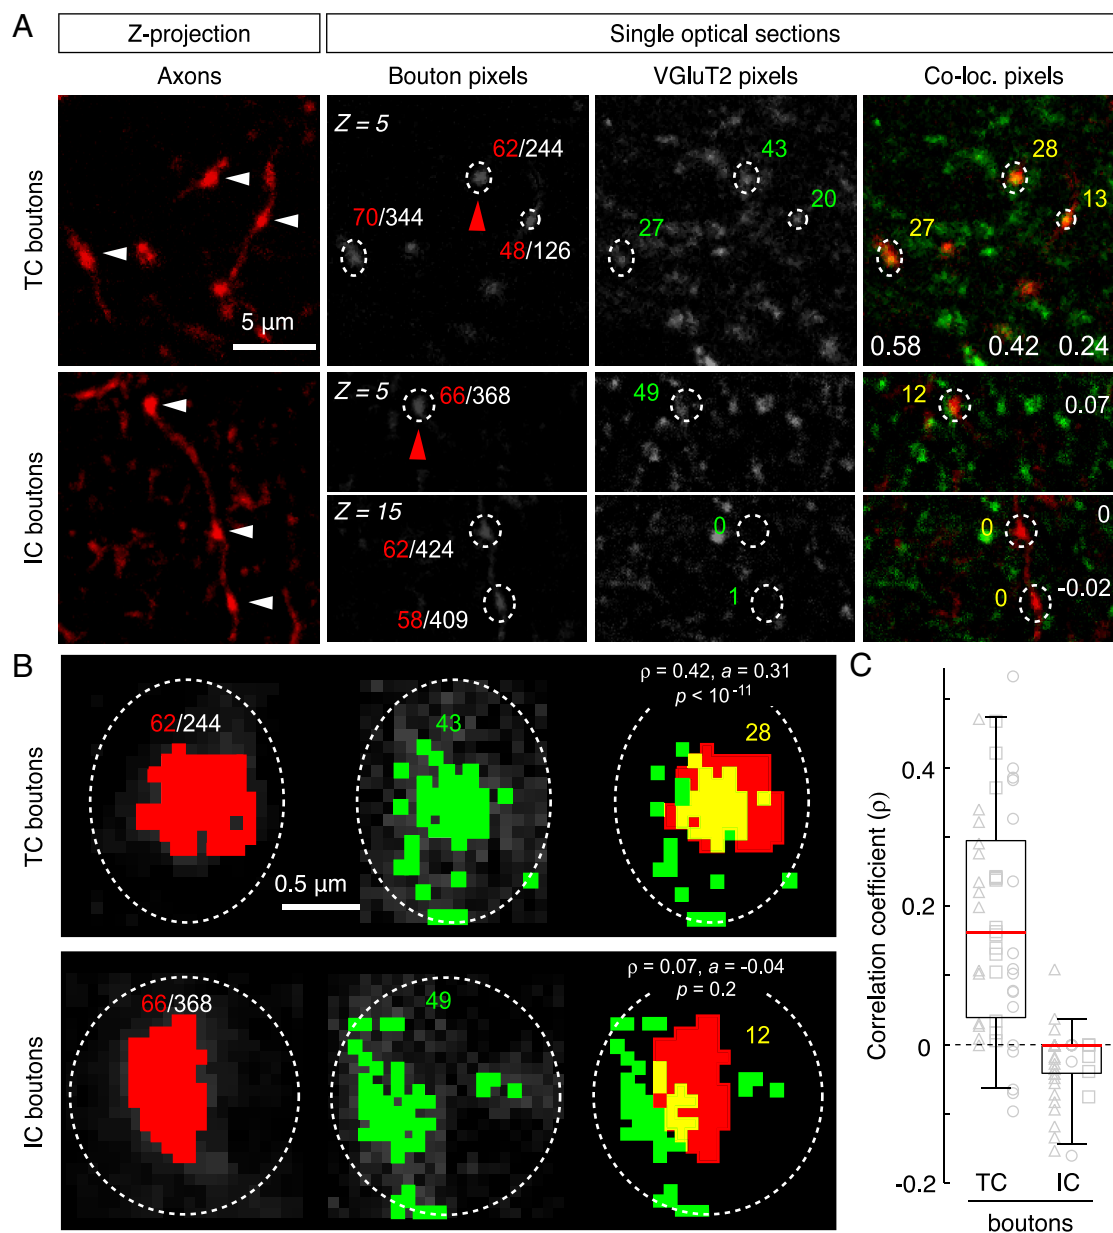 A
Z-projection
Single optical sections
Axons
Bouton pixels
VGluT2 pixels
Co-loc. pixels
TC boutons
Z = 5
62/244
70/344
48/126
43
20
27
28
13
27
5 µm
0.58
0.42
0.24
IC boutons
Z = 5
66/368
49
12
0.07
Z = 15
62/424
58/409
0
1
0
0
0
-0.02
B
TC boutons
62/244
43
ρ = 0.42, a = 0.31
p < 10⁻¹¹
28
0.5 µm
IC boutons
66/368
49
ρ = 0.07, a = -0.04
p = 0.2
12
C
Correlation coefficient (ρ)
0.4
0.2
0
-0.2
TC
IC
boutons